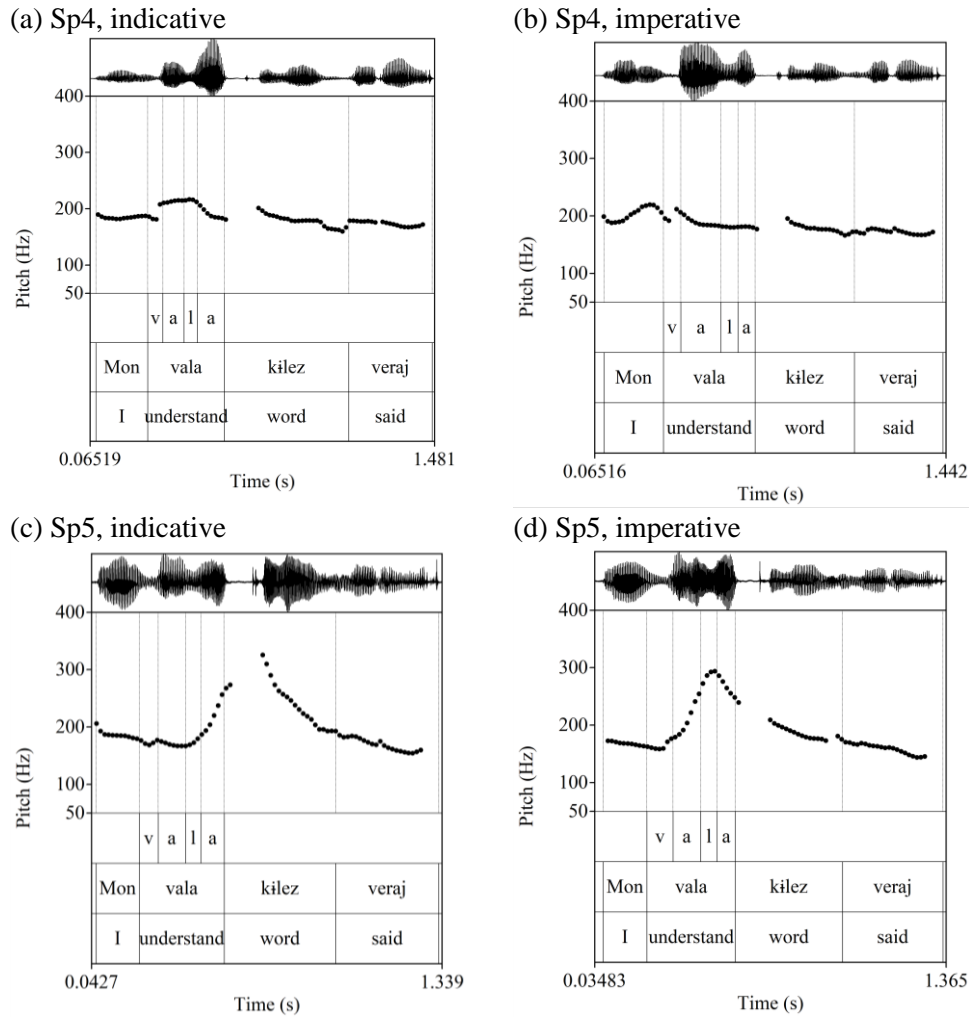 (a) Sp4, indicative
400
300
200
100
50
Pitch (Hz)
v a l a
Mon vala kɨlez veraj
I understand word said
0.06519 1.481
Time (s)
(b) Sp4, imperative
400
300
200
100
50
Pitch (Hz)
v a l a
Mon vala kɨlez veraj
I understand word said
0.06516 1.442
Time (s)
(c) Sp5, indicative
400
300
200
100
50
Pitch (Hz)
v a l a
Mon vala kɨlez veraj
I understand word said
0.0427 1.339
Time (s)
(d) Sp5, imperative
400
300
200
100
50
Pitch (Hz)
v a l a
Mon vala kɨlez veraj
I understand word said
0.03483 1.365
Time (s)